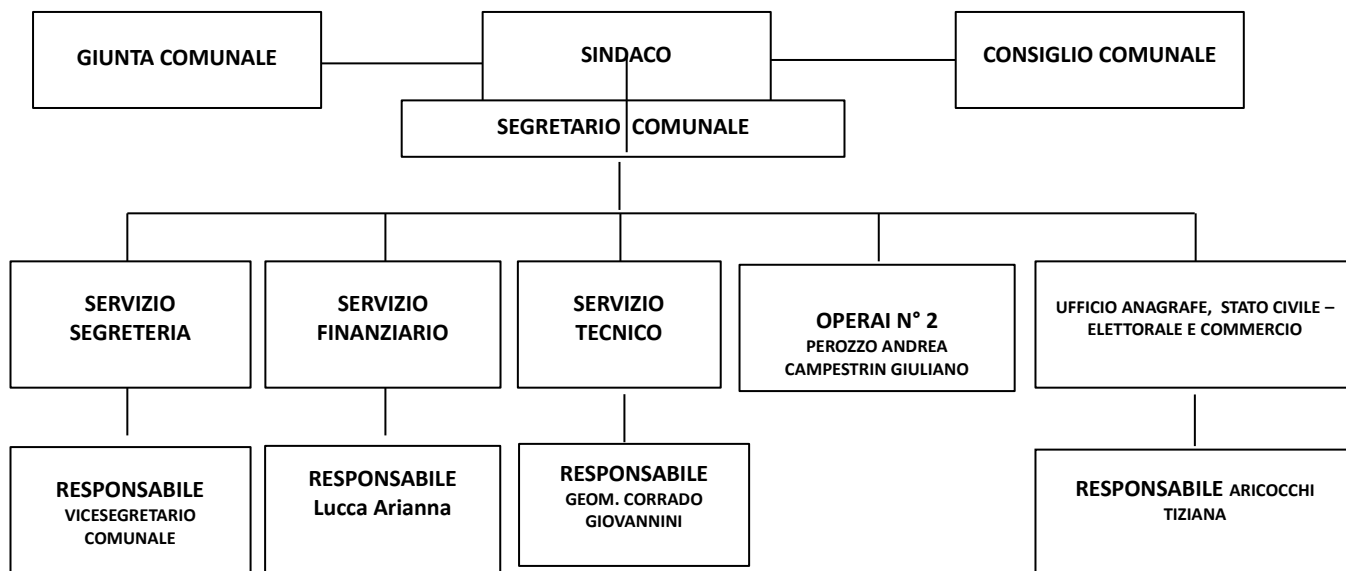 GIUNTA COMUNALE
SINDACO
CONSIGLIO COMUNALE
SEGRETARIO COMUNALE
SERVIZIO
SEGRETERIA
SERVIZIO
FINANZIARIO
SERVIZIO
TECNICO
OPERAI N° 2
PEROZZO ANDREA
CAMPESTRIN GIULIANO
UFFICIO ANAGRAFE, STATO CIVILE –
ELETTORALE E COMMERCIO
RESPONSABILE
VICESEGRETARIO
COMUNALE
RESPONSABILE
Lucca Arianna
RESPONSABILE
GEOM. CORRADO
GIOVANNINI
RESPONSABILE ARICOCCHI
TIZIANA